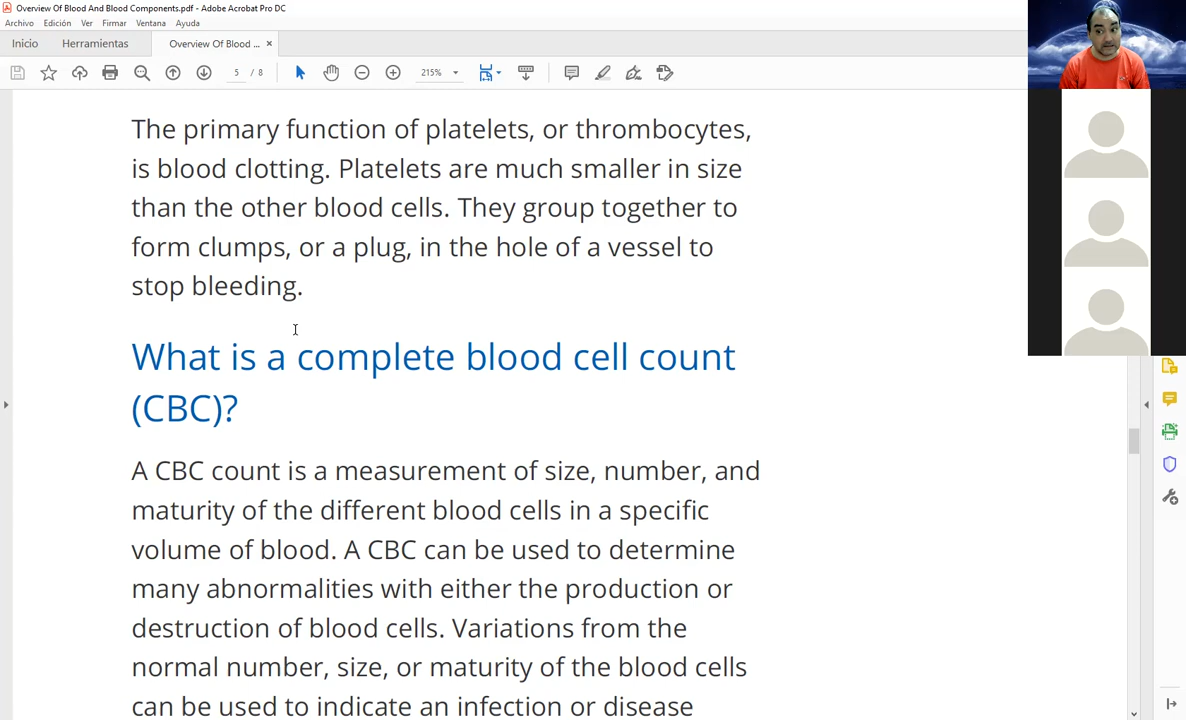 Overview Of Blood And Blood Components.pdf - Adobe Acrobat Pro DC
Archivo Edición Ver Firmar Ventana Ayuda
Inicio Herramientas Overview Of Blood ... ×
5 / 8 215%
The primary function of platelets, or thrombocytes,
is blood clotting. Platelets are much smaller in size
than the other blood cells. They group together to
form clumps, or a plug, in the hole of a vessel to
stop bleeding.
What is a complete blood cell count
(CBC)?
A CBC count is a measurement of size, number, and
maturity of the different blood cells in a specific
volume of blood. A CBC can be used to determine
many abnormalities with either the production or
destruction of blood cells. Variations from the
normal number, size, or maturity of the blood cells
can be used to indicate an infection or disease